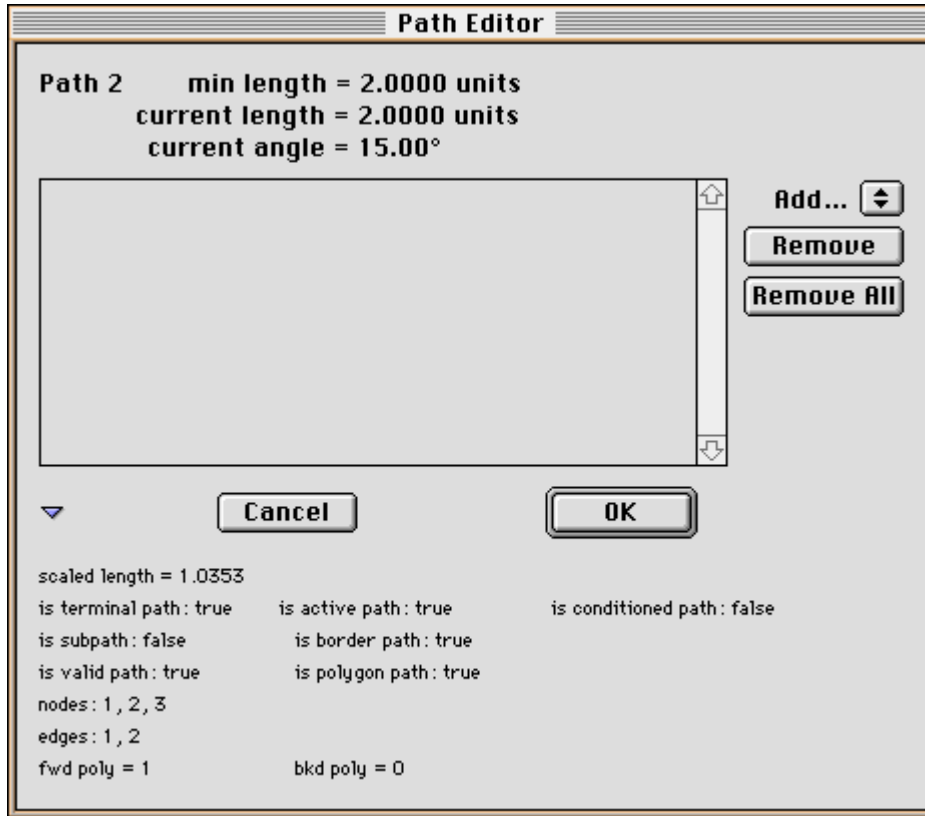 Path Editor
Path 2 min length = 2.0000 units
current length = 2.0000 units
current angle = 15.00°
Add...
Remove
Remove All
Cancel OK
scaled length = 1.0353
is terminal path: true is active path: true is conditioned path: false
is subpath: false is border path: true
is valid path: true is polygon path: true
nodes: 1, 2, 3
edges: 1, 2
fwd poly = 1 bkd poly = 0